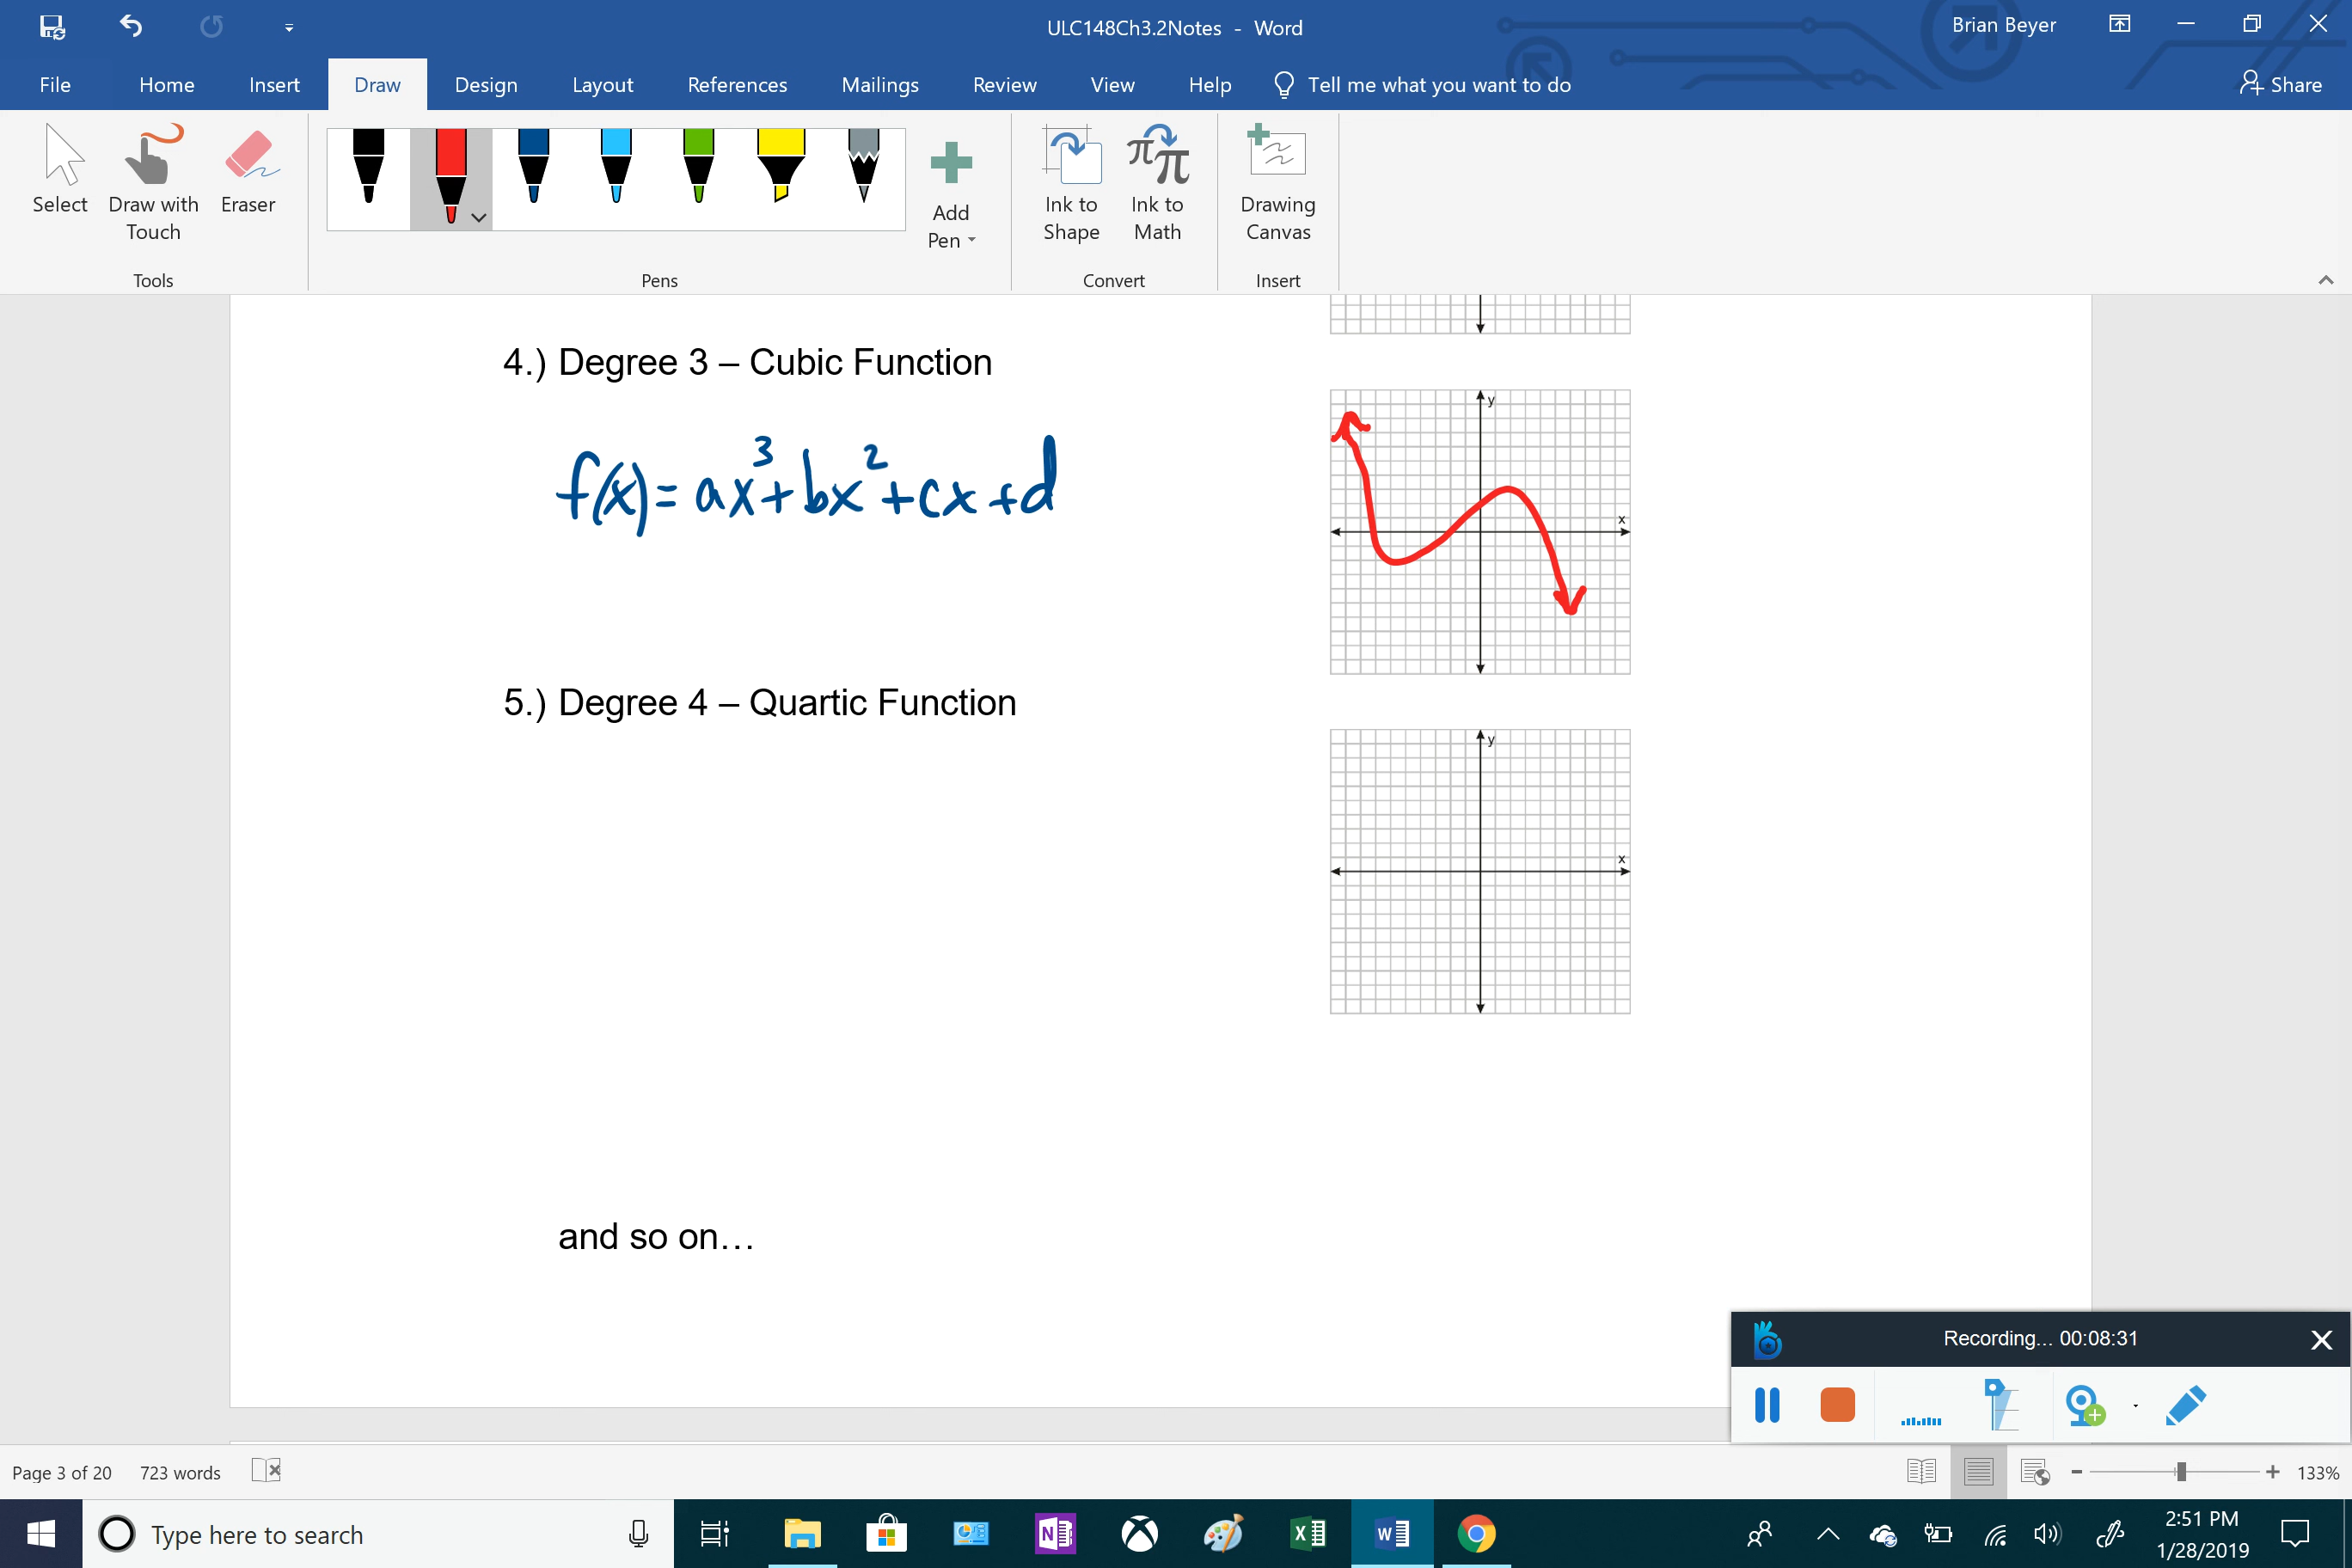 ULC148Ch3.2Notes - Word
Brian Beyer
File Home Insert Draw Design Layout References Mailings Review View Help Tell me what you want to do Share
Select Draw with Touch Eraser
Add Pen
Ink to Shape
Ink to Math
Drawing Canvas
Tools Pens Convert Insert
4.) Degree 3 – Cubic Function
y
f(x)= ax³+bx²+cx+d
x
5.) Degree 4 – Quartic Function
y
x
and so on…
Recording... 00:08:31
Page 3 of 20 723 words
133%
Type here to search
2:51 PM
1/28/2019